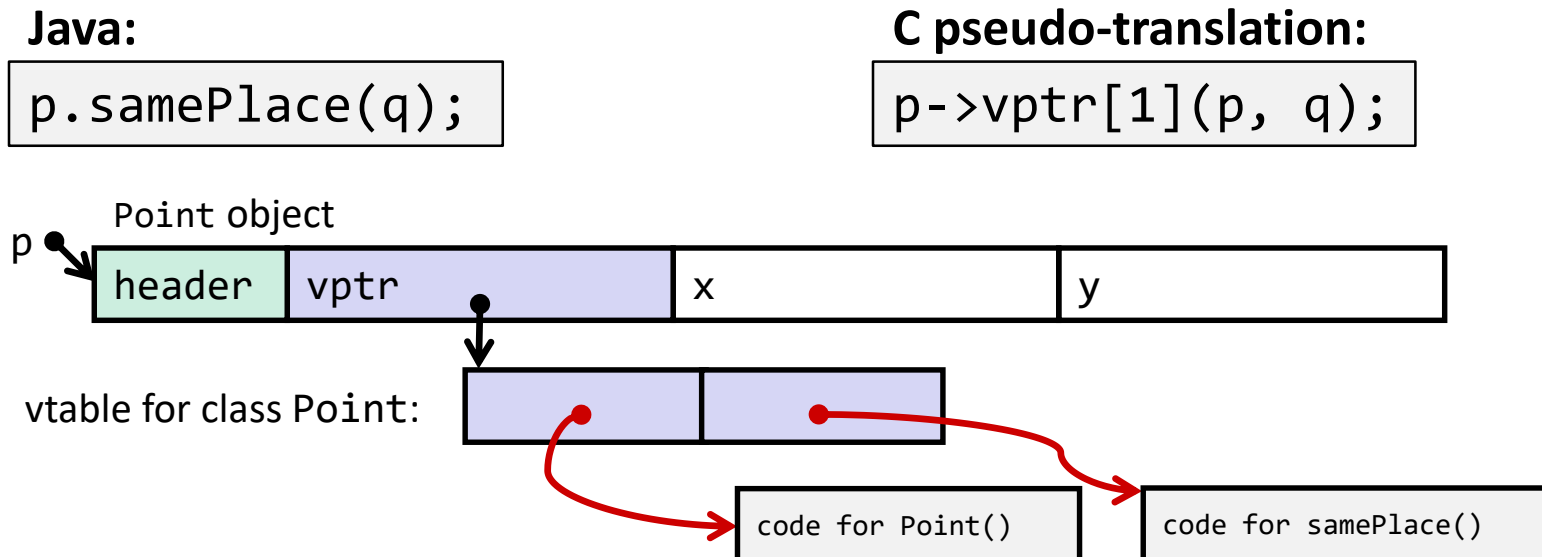 Java:
C pseudo-translation:
p.samePlace(q);
p->vptr[1](p, q);
Point object
p
header
vptr
x
y
vtable for class Point:
code for Point()
code for samePlace()